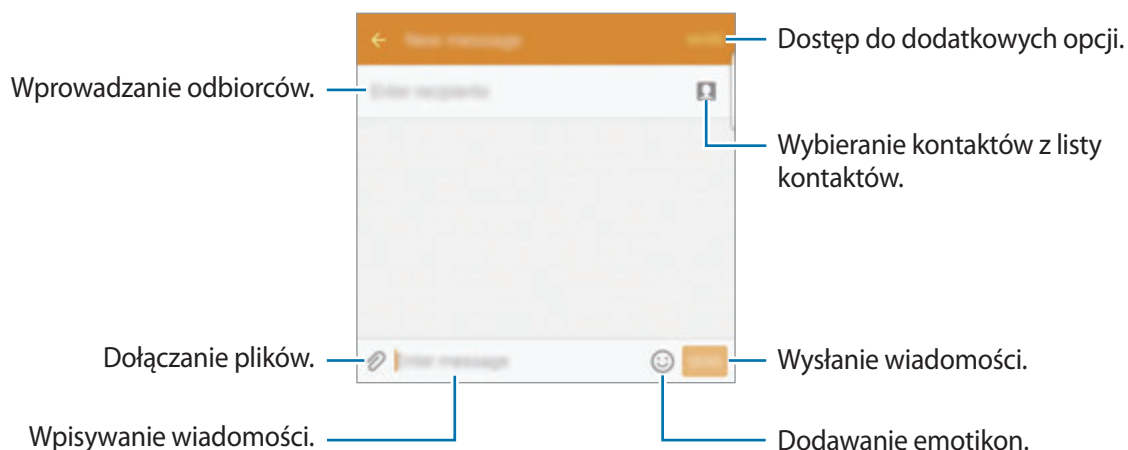 Dostęp do dodatkowych opcji.
Wprowadzanie odbiorców.
Wybieranie kontaktów z listy
kontaktów.
Dołączanie plików.
Wysłanie wiadomości.
Wpisywanie wiadomości.
Dodawanie emotikon.